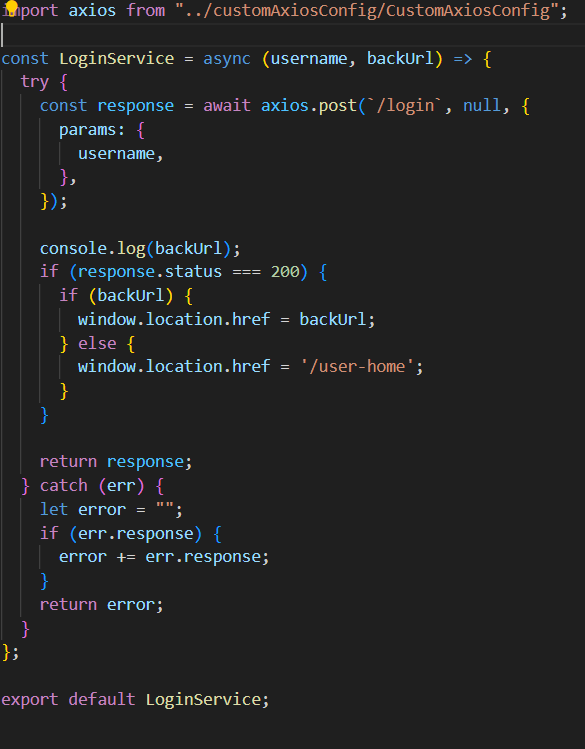 import axios from "../customAxiosConfig/CustomAxiosConfig";
const LoginService = async (username, backUrl) => {
try {
const response = await axios.post(`/login`, null, {
params: {
username,
},
});
console.log(backUrl);
if (response.status === 200) {
if (backUrl) {
window.location.href = backUrl;
} else {
window.location.href = '/user-home';
}
}
return response;
} catch (err) {
let error = "";
if (err.response) {
error += err.response;
}
return error;
}
};
export default LoginService;